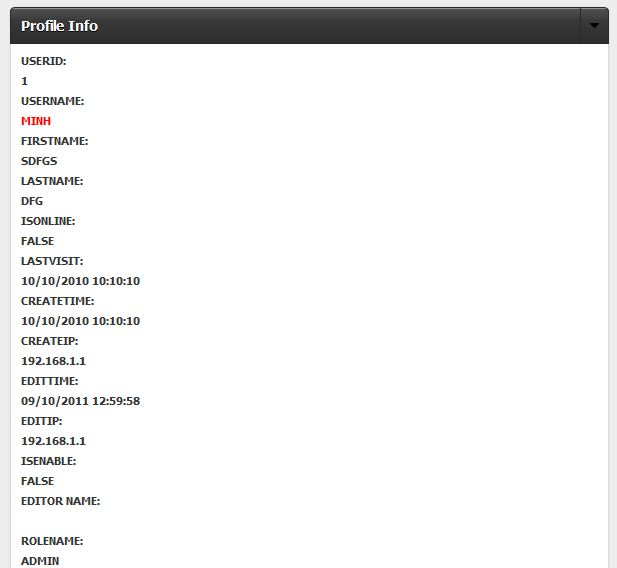 Profile Info
USERID:
1
USERNAME:
MINH
FIRSTNAME:
SDFGS
LASTNAME:
DFG
ISONLINE:
FALSE
LASTVISIT:
10/10/2010 10:10:10
CREATETIME:
10/10/2010 10:10:10
CREATEIP:
192.168.1.1
EDITTIME:
09/10/2011 12:59:58
EDITIP:
192.168.1.1
ISENABLE:
FALSE
EDITOR NAME:
ROLENAME:
ADMIN